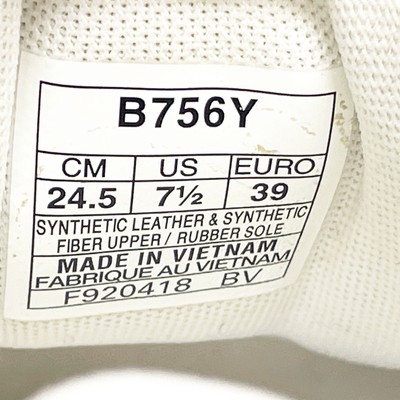 B756Y
CM US EURO
24.5 7½ 39
SYNTHETIC LEATHER & SYNTHETIC
FIBER UPPER / RUBBER SOLE
MADE IN VIETNAM
FABRIQUE AU VIETNAM
F920418 BV